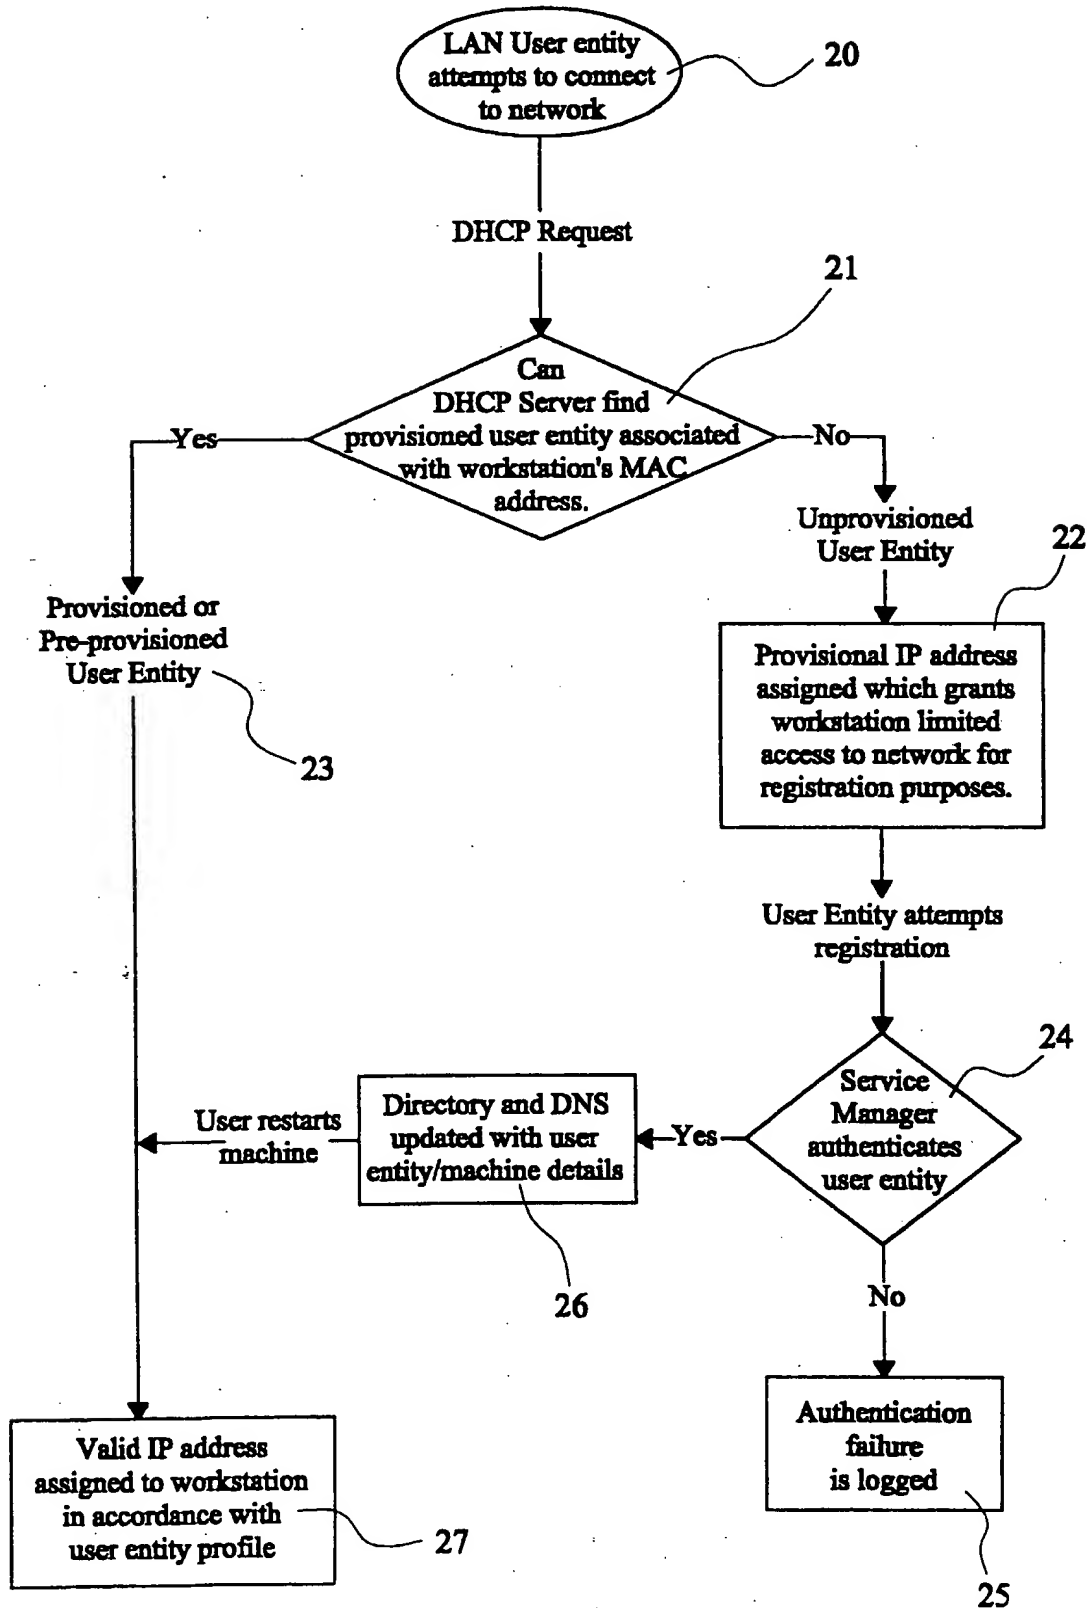 LAN User entity
attempts to connect
to network
20
DHCP Request
21
Can
DHCP Server find
provisioned user entity associated
with workstation's MAC
address.
Yes
No
Unprovisioned
User Entity
22
Provisioned or
Pre-provisioned
User Entity
23
Provisional IP address
assigned which grants
workstation limited
access to network for
registration purposes.
User Entity attempts
registration
24
Service
Manager
authenticates
user entity
Yes
Directory and DNS
updated with user
entity/machine details
26
User restarts
machine
No
Authentication
failure
is logged
25
Valid IP address
assigned to workstation
in accordance with
user entity profile
27